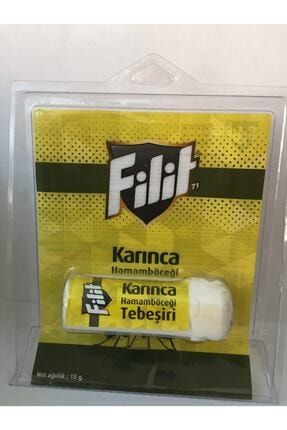 Filit
71
Karınca
Hamamböceği
Filit
Karınca
Hamamböceği
Tebeşiri
Net ağırlık : 15 g.